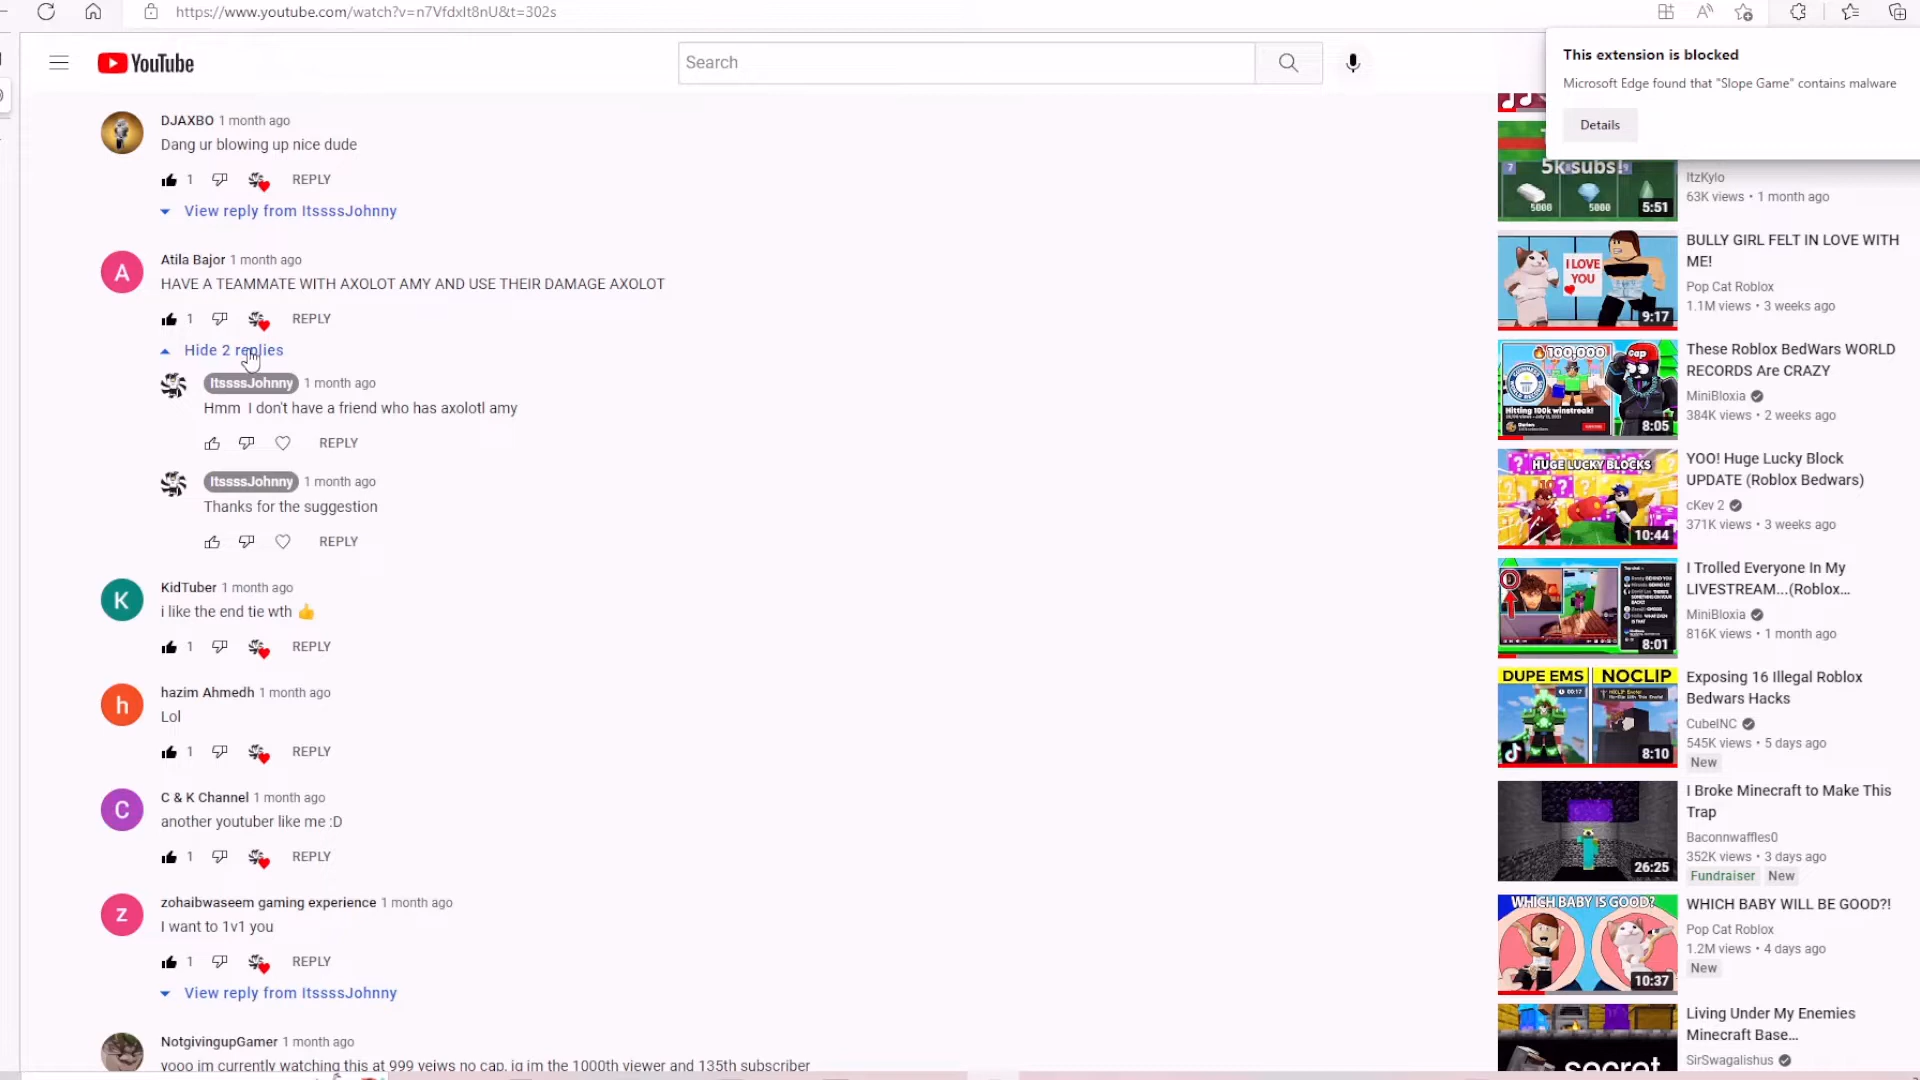 https://www.youtube.com/watch?v=n7VfdxIt8nU&t=302s
YouTube
Search
This extension is blocked
Microsoft Edge found that "Slope Game" contains malware
Details
DJAXBO 1 month ago
Dang ur blowing up nice dude
1 REPLY
View reply from ItssssJohnny
Atila Bajor 1 month ago
HAVE A TEAMMATE WITH AXOLOT AMY AND USE THEIR DAMAGE AXOLOT
1 REPLY
Hide 2 replies
ItssssJohnny 1 month ago
Hmm I don't have a friend who has axolotl amy
REPLY
ItssssJohnny 1 month ago
Thanks for the suggestion
REPLY
KidTuber 1 month ago
K
i like the end tie wth 👍
1 REPLY
hazim Ahmedh 1 month ago
h
Lol
1 REPLY
C & K Channel 1 month ago
C
another youtuber like me :D
1 REPLY
zohaibwaseem gaming experience 1 month ago
z
I want to 1v1 you
1 REPLY
View reply from ItssssJohnny
NotgivingupGamer 1 month ago
yooo im currently watching this at 999 veiws no cap, ig im the 1000th viewer and 135th subscriber
A
5k subs!
5000 5000
5:51
ItzKylo
63K views • 1 month ago
I LOVE
YOU
9:17
BULLY GIRL FELT IN LOVE WITH
ME!
Pop Cat Roblox
1.1M views • 3 weeks ago
100,000
Cap
Hitting 100k winstreak!
8:05
These Roblox BedWars WORLD
RECORDS Are CRAZY
MiniBloxia
384K views • 2 weeks ago
HUGE LUCKY BLOCKS
10:44
YOO! Huge Lucky Block
UPDATE (Roblox Bedwars)
cKev 2
371K views • 3 weeks ago
8:01
I Trolled Everyone In My
LIVESTREAM...(Roblox...
MiniBloxia
816K views • 1 month ago
DUPE EMS NOCLIP
8:10
Exposing 16 Illegal Roblox
Bedwars Hacks
CubeINC
545K views • 5 days ago
New
26:25
I Broke Minecraft to Make This
Trap
Baconnwaffles0
352K views • 3 days ago
Fundraiser New
WHICH BABY IS GOOD?
10:37
WHICH BABY WILL BE GOOD?!
Pop Cat Roblox
1.2M views • 4 days ago
New
secret
Living Under My Enemies
Minecraft Base...
SirSwagalishus